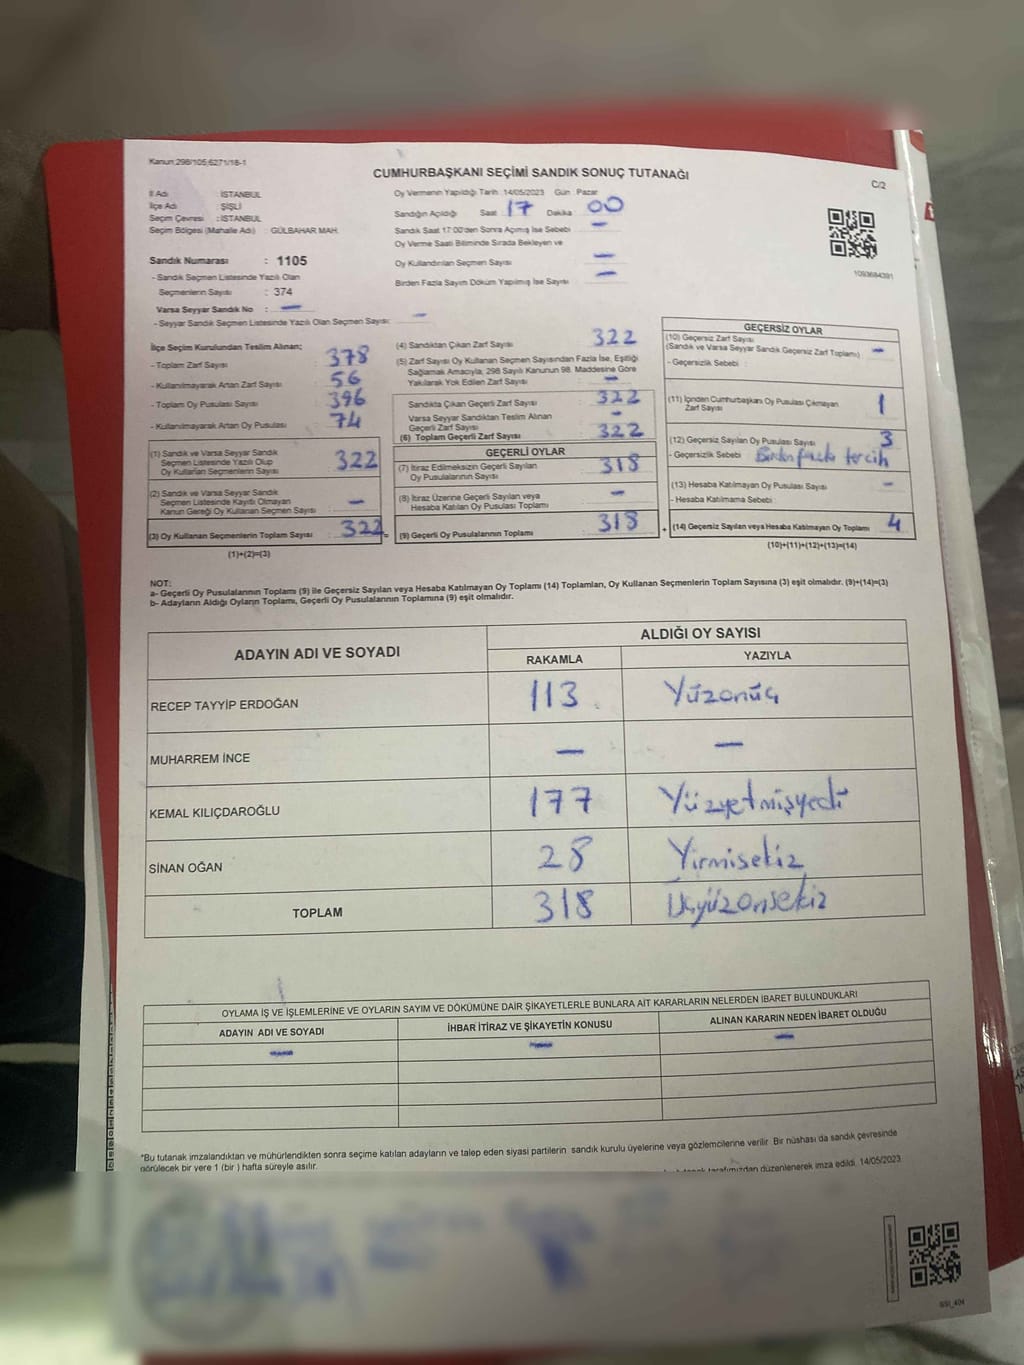 Kanun:298/105;6271/18-1
CUMHURBAŞKANI SEÇİMİ SANDIK SONUÇ TUTANAĞI
C/2
İl Adı : İSTANBUL
İlçe Adı : ŞİŞLİ
Seçim Çevresi : İSTANBUL
Seçim Bölgesi (Mahalle Adı) GÜLBAHAR MAH.
Oy Vermenin Yapıldığı Tarih :14/05/2023 Gün Pazar
Sandığın Açıldığı Saat 17 Dakika 00
Sandık Saat 17:00'den Sonra Açımış İse Sebebi —
Oy Verme Saati Bitiminde Sırada Bekleyen ve
Oy Kullandırılan Seçmen Sayısı —
Birden Fazla Sayım Döküm Yapılmış İse Sayısı —
1093684391
Sandık Numarası : 1105
- Sandık Seçmen Listesinde Yazılı Olan
Seçmenlerin Sayısı : 374
Varsa Seyyar Sandık No : —
- Seyyar Sandık Seçmen Listesinde Yazılı Olan Seçmen Sayısı: —
İlçe Seçim Kurulundan Teslim Alınan;
- Toplam Zarf Sayısı : 378
- Kullanılmayarak Artan Zarf Sayısı : 56
- Toplam Oy Pusulası Sayısı : 396
- Kullanılmayarak Artan Oy Pusulası : 74
(1) Sandık ve Varsa Seyyar Sandık
Seçmen Listesinde Yazılı Olup
Oy Kullanan Seçmenlerin Sayısı : 322
(2) Sandık ve Varsa Seyyar Sandık
Seçmen Listesinde Kayıtlı Olmayan
Kanun Gereği Oy Kullanan Seçmen Sayısı : —
(3) Oy Kullanan Seçmenlerin Toplam Sayısı : 322
(1)+(2)=(3)
=
(4) Sandıktan Çıkan Zarf Sayısı : 322
(5) Zarf Sayısı Oy Kullanan Seçmen Sayısından Fazla İse, Eşitliği
Sağlamak Amacıyla, 298 Sayılı Kanunun 98. Maddesine Göre
Yakılarak Yok Edilen Zarf Sayısı : —
Sandıkta Çıkan Geçerli Zarf Sayısı : 322
Varsa Seyyar Sandıktan Teslim Alınan
Geçerli Zarf Sayısı : —
(6) Toplam Geçerli Zarf Sayısı : 322
GEÇERLİ OYLAR
(7) İtiraz Edilmeksizin Geçerli Sayılan
Oy Pusulalarının Sayısı : 318
(8) İtiraz Üzerine Geçerli Sayılan veya
Hesaba Katılan Oy Pusulası Toplamı : —
(9) Geçerli Oy Pusulalarının Toplamı : 318
+
GEÇERSİZ OYLAR
(10) Geçersiz Zarf Sayısı
(Sandık ve Varsa Seyyar Sandık Geçersiz Zarf Toplamı) : —
- Geçersizlik Sebebi :
(11) İçinden Cumhurbaşkanı Oy Pusulası Çıkmayan
Zarf Sayısı : 1
(12) Geçersiz Sayılan Oy Pusulası Sayısı : 3
- Geçersizlik Sebebi : Birden fazla tercih
(13) Hesaba Katılmayan Oy Pusulası Sayısı : —
- Hesaba Katılmama Sebebi :
(14) Geçersiz Sayılan veya Hesaba Katılmayan Oy Toplamı : 4
(10)+(11)+(12)+(13)=(14)
NOT:
a- Geçerli Oy Pusulalarının Toplamı (9) ile Geçersiz Sayılan veya Hesaba Katılmayan Oy Toplamı (14) Toplamları, Oy Kullanan Seçmenlerin Toplam Sayısına (3) eşit olmalıdır. (9)+(14)=(3)
b- Adayların Aldığı Oyların Toplamı, Geçerli Oy Pusulalarının Toplamına (9) eşit olmalıdır.
ADAYIN ADI VE SOYADI
ALDIĞI OY SAYISI
RAKAMLA YAZIYLA
RECEP TAYYİP ERDOĞAN 113 Yüzonüç
MUHARREM İNCE — —
KEMAL KILIÇDAROĞLU 177 Yüzyetmişyedi
SİNAN OĞAN 28 Yirmisekiz
TOPLAM 318 Üçyüzonsekiz
OYLAMA İŞ VE İŞLEMLERİNE VE OYLARIN SAYIM VE DÖKÜMÜNE DAİR ŞİKAYETLERLE BUNLARA AİT KARARLARIN NELERDEN İBARET BULUNDUKLARI
ADAYIN ADI VE SOYADI İHBAR İTİRAZ VE ŞİKAYETİN KONUSU ALINAN KARARIN NEDEN İBARET OLDUĞU
— — —
*Bu tutanak imzalandıktan ve mühürlendikten sonra seçime katılan adayların ve talep eden siyasi partilerin sandık kurulu üyelerine veya gözlemcilerine verilir. Bir nüshası da sandık çevresinde
görülecek bir yere 1 (bir ) hafta süreyle asılır.
tarafımızdan düzenlenerek imza edildi. 14/05/2023